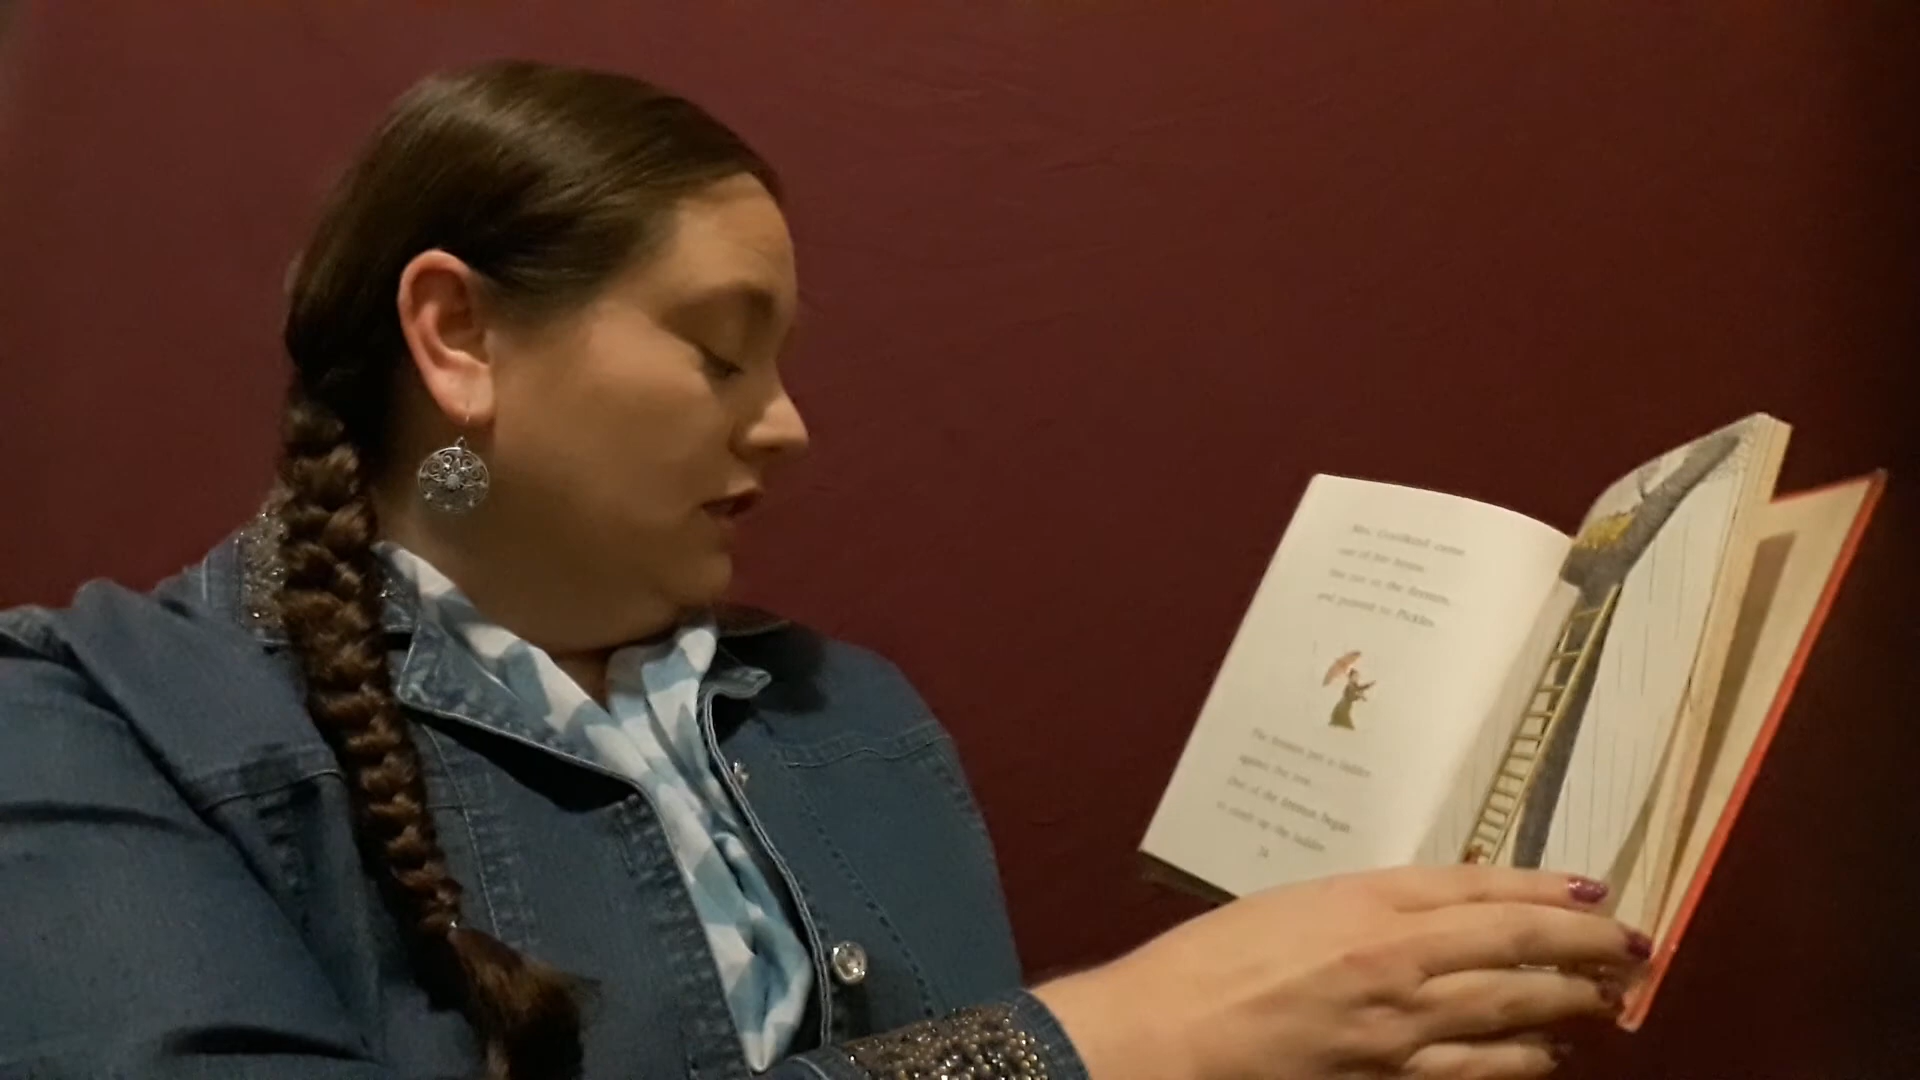 Mrs. Goodkind came
out of her house.
She ran to the firemen
and pointed to Pickles.
The firemen put a ladder
against the tree.
One of the firemen began
to climb up the ladder.
24